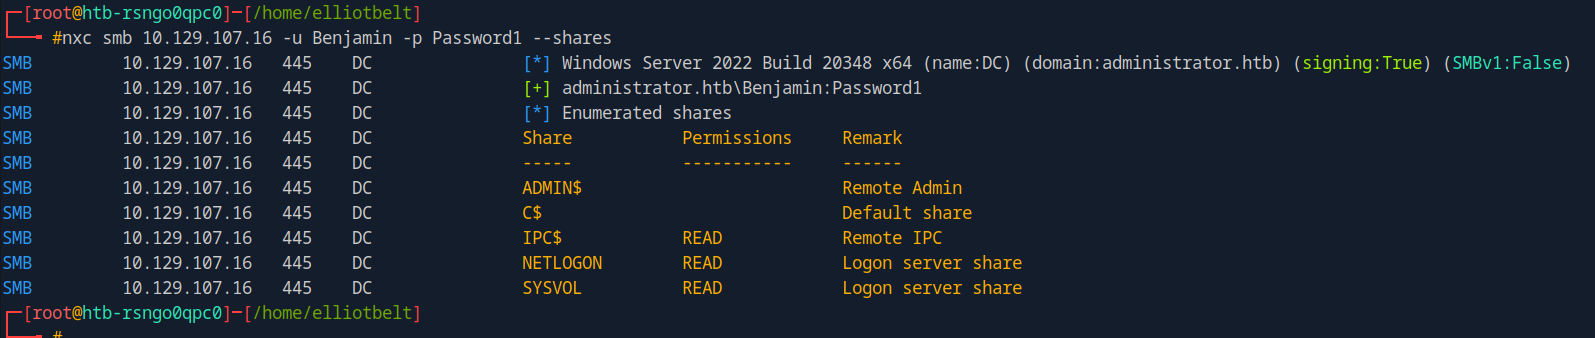 ┌─[root@htb-rsngo0qpc0]─[/home/elliotbelt]
└──╼ #nxc smb 10.129.107.16 -u Benjamin -p Password1 --shares
SMB         10.129.107.16   445    DC               [*] Windows Server 2022 Build 20348 x64 (name:DC) (domain:administrator.htb) (signing:True) (SMBv1:False)
SMB         10.129.107.16   445    DC               [+] administrator.htb\Benjamin:Password1
SMB         10.129.107.16   445    DC               [*] Enumerated shares
SMB         10.129.107.16   445    DC               Share           Permissions     Remark
SMB         10.129.107.16   445    DC               -----           -----------     ------
SMB         10.129.107.16   445    DC               ADMIN$                          Remote Admin
SMB         10.129.107.16   445    DC               C$                              Default share
SMB         10.129.107.16   445    DC               IPC$            READ            Remote IPC
SMB         10.129.107.16   445    DC               NETLOGON        READ            Logon server share
SMB         10.129.107.16   445    DC               SYSVOL          READ            Logon server share
┌─[root@htb-rsngo0qpc0]─[/home/elliotbelt]
└──╼ #